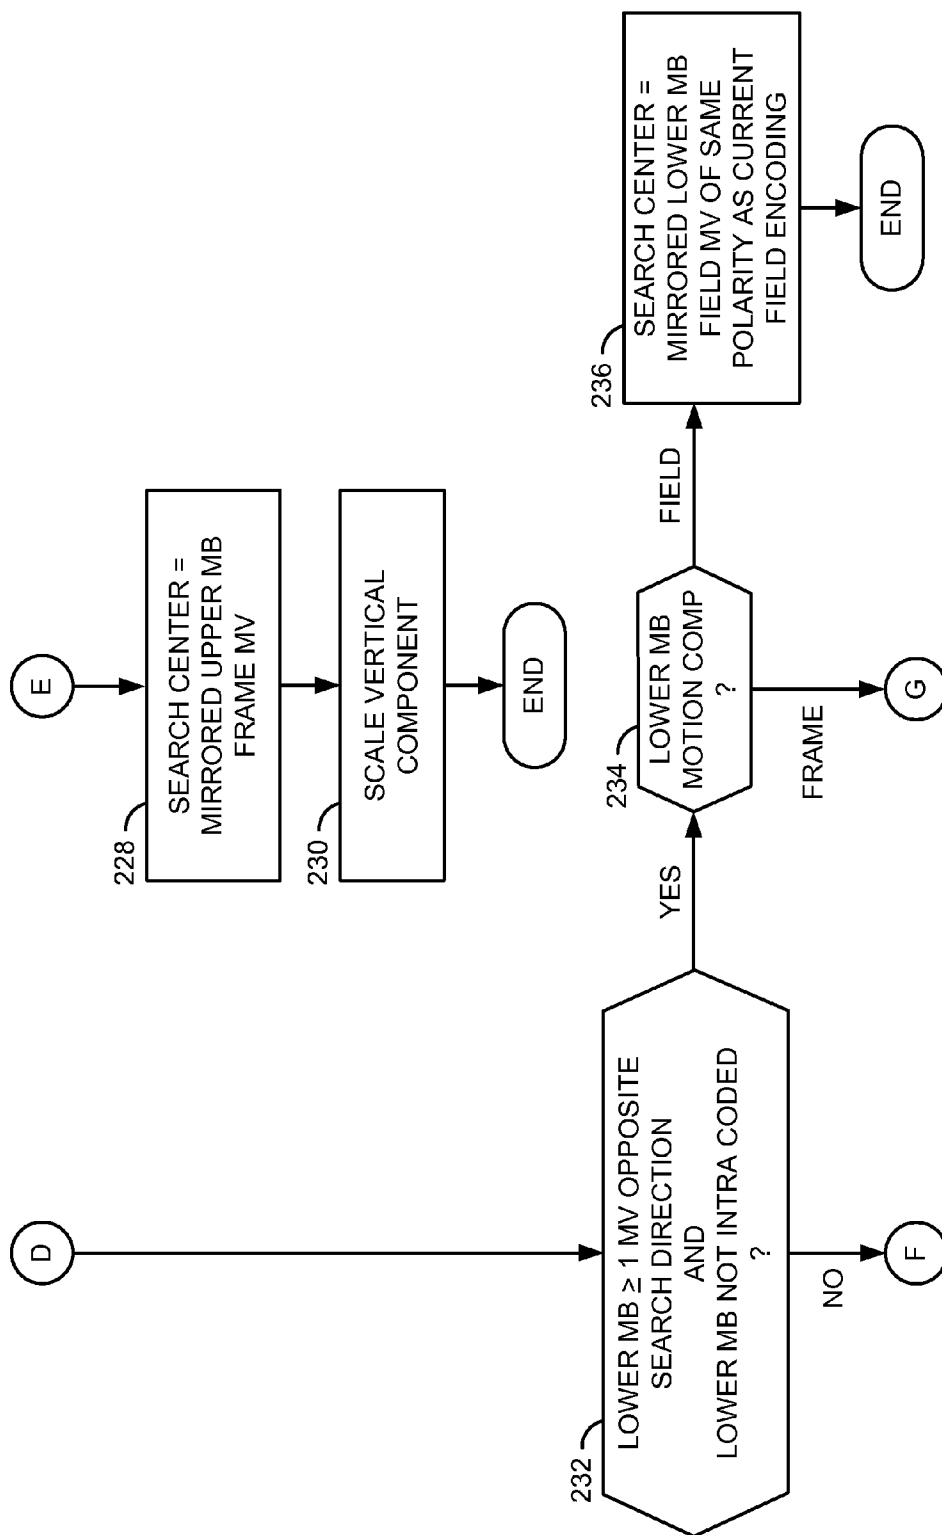 E
228
SEARCH CENTER =
MIRRORED UPPER MB
FRAME MV
230
SCALE VERTICAL
COMPONENT
END
D
232
LOWER MB ≥ 1 MV OPPOSITE
SEARCH DIRECTION
AND
LOWER MB NOT INTRA CODED
?
NO
F
YES
234
LOWER MB
MOTION COMP
?
FRAME
G
FIELD
236
SEARCH CENTER =
MIRRORED LOWER MB
FIELD MV OF SAME
POLARITY AS CURRENT
FIELD ENCODING
END